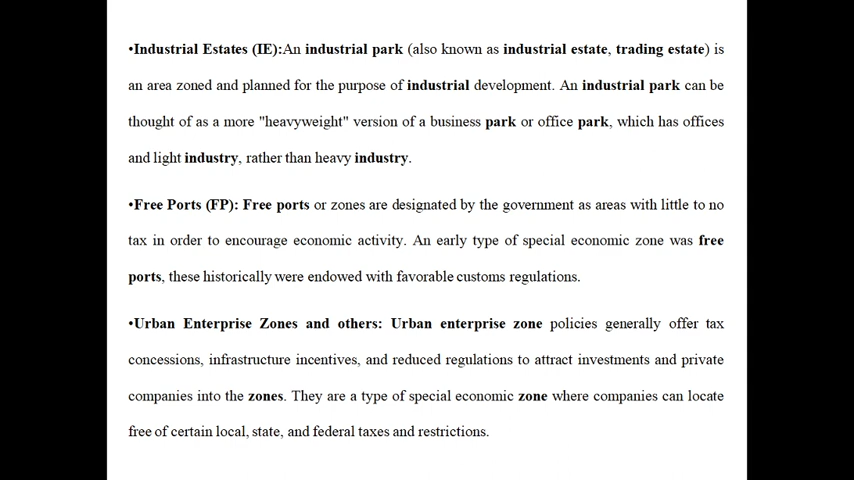 •Industrial Estates (IE):An industrial park (also known as industrial estate, trading estate) is
an area zoned and planned for the purpose of industrial development. An industrial park can be
thought of as a more "heavyweight" version of a business park or office park, which has offices
and light industry, rather than heavy industry.
•Free Ports (FP): Free ports or zones are designated by the government as areas with little to no
tax in order to encourage economic activity. An early type of special economic zone was free
ports, these historically were endowed with favorable customs regulations.
•Urban Enterprise Zones and others: Urban enterprise zone policies generally offer tax
concessions, infrastructure incentives, and reduced regulations to attract investments and private
companies into the zones. They are a type of special economic zone where companies can locate
free of certain local, state, and federal taxes and restrictions.